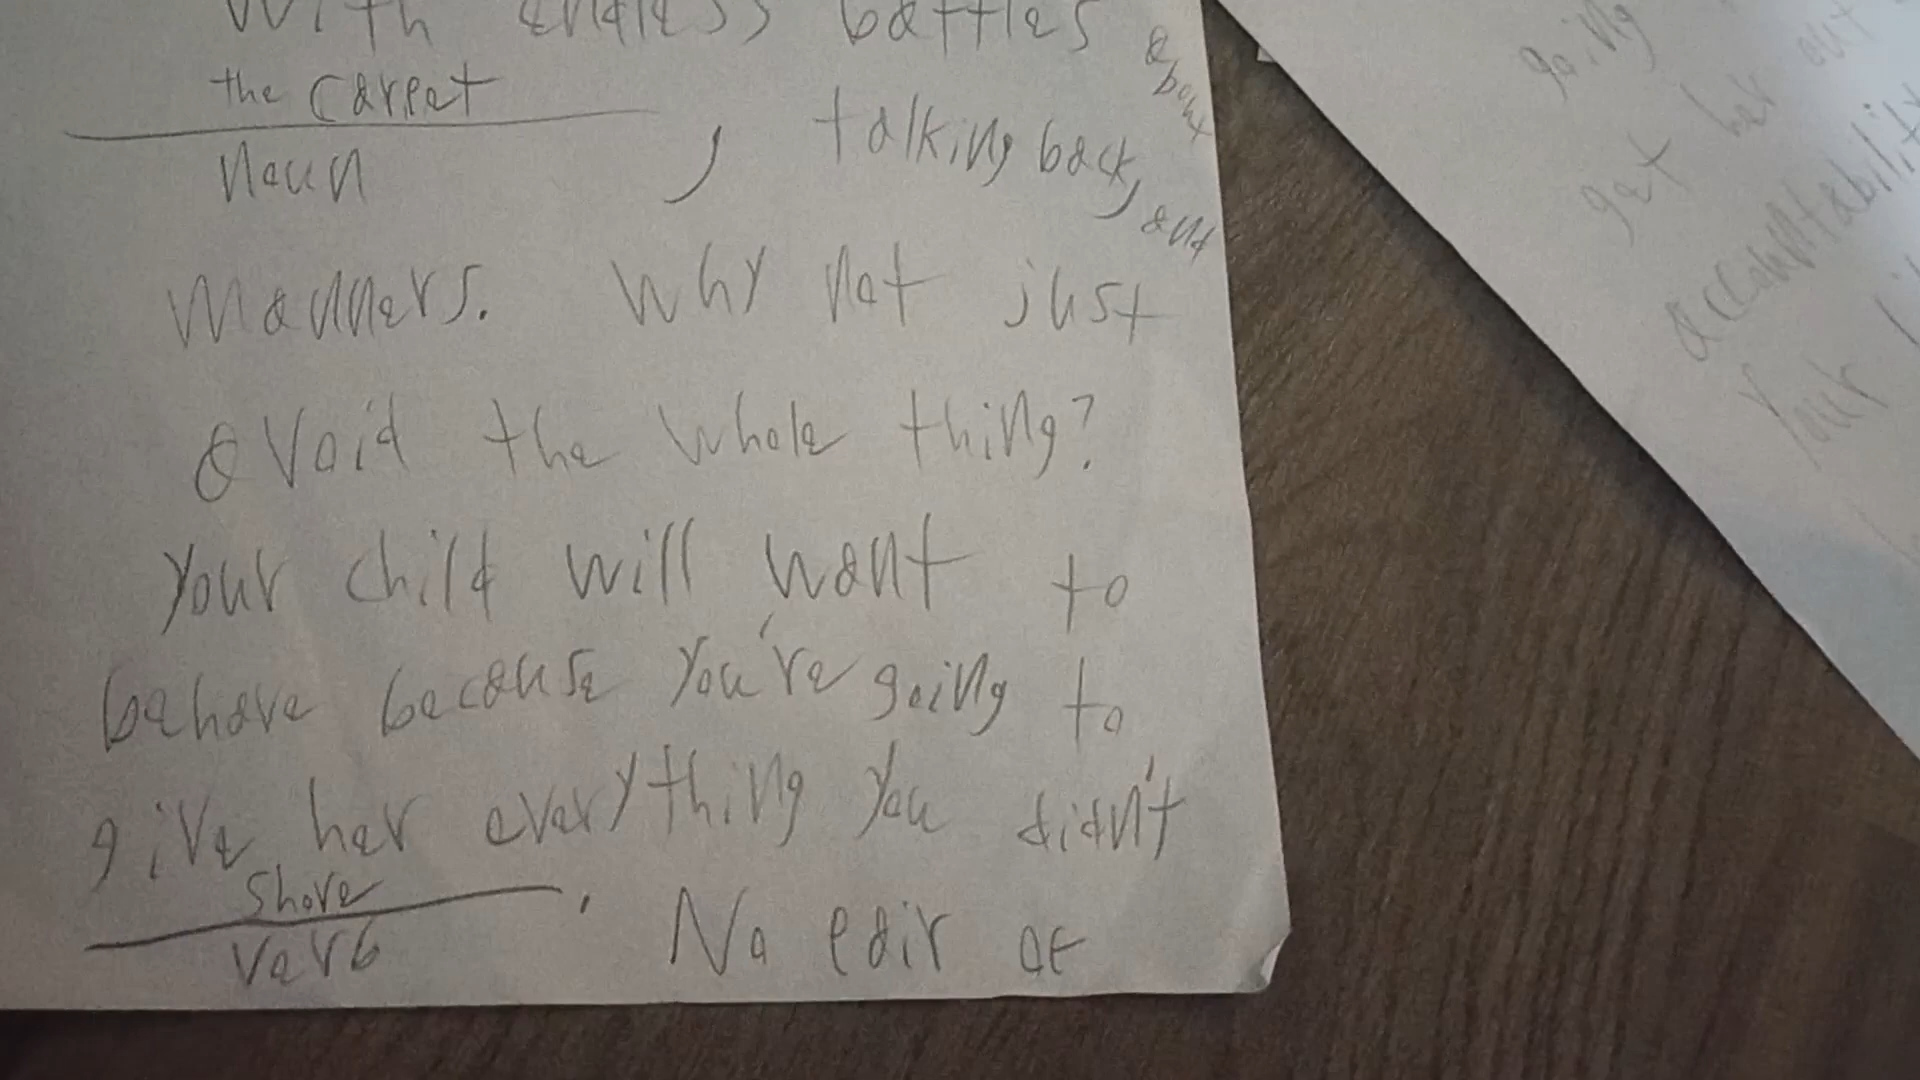 with endless battles about
the carpet
noun , talking back, and
manners. Why not just
avoid the whole thing?
Your child will want to
behave because you're going to
give her everything you didn't
shove
verb . No pair of
going
get her out
accountability
Your